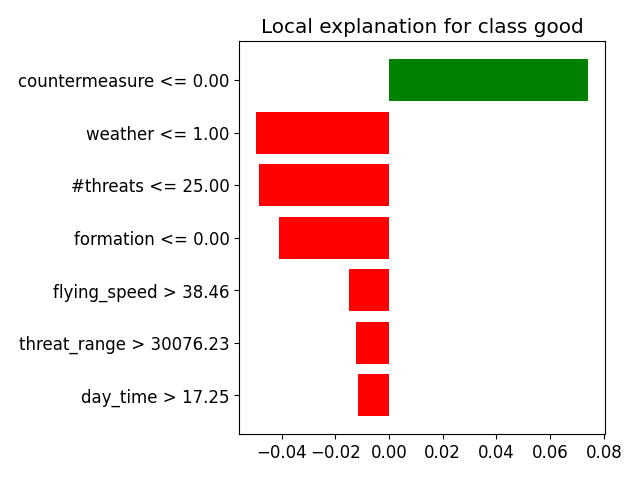 Local explanation for class good
countermeasure <= 0.00
weather <= 1.00
#threats <= 25.00
formation <= 0.00
flying_speed > 38.46
threat_range > 30076.23
day_time > 17.25
−0.04 −0.02 0.00 0.02 0.04 0.06 0.08